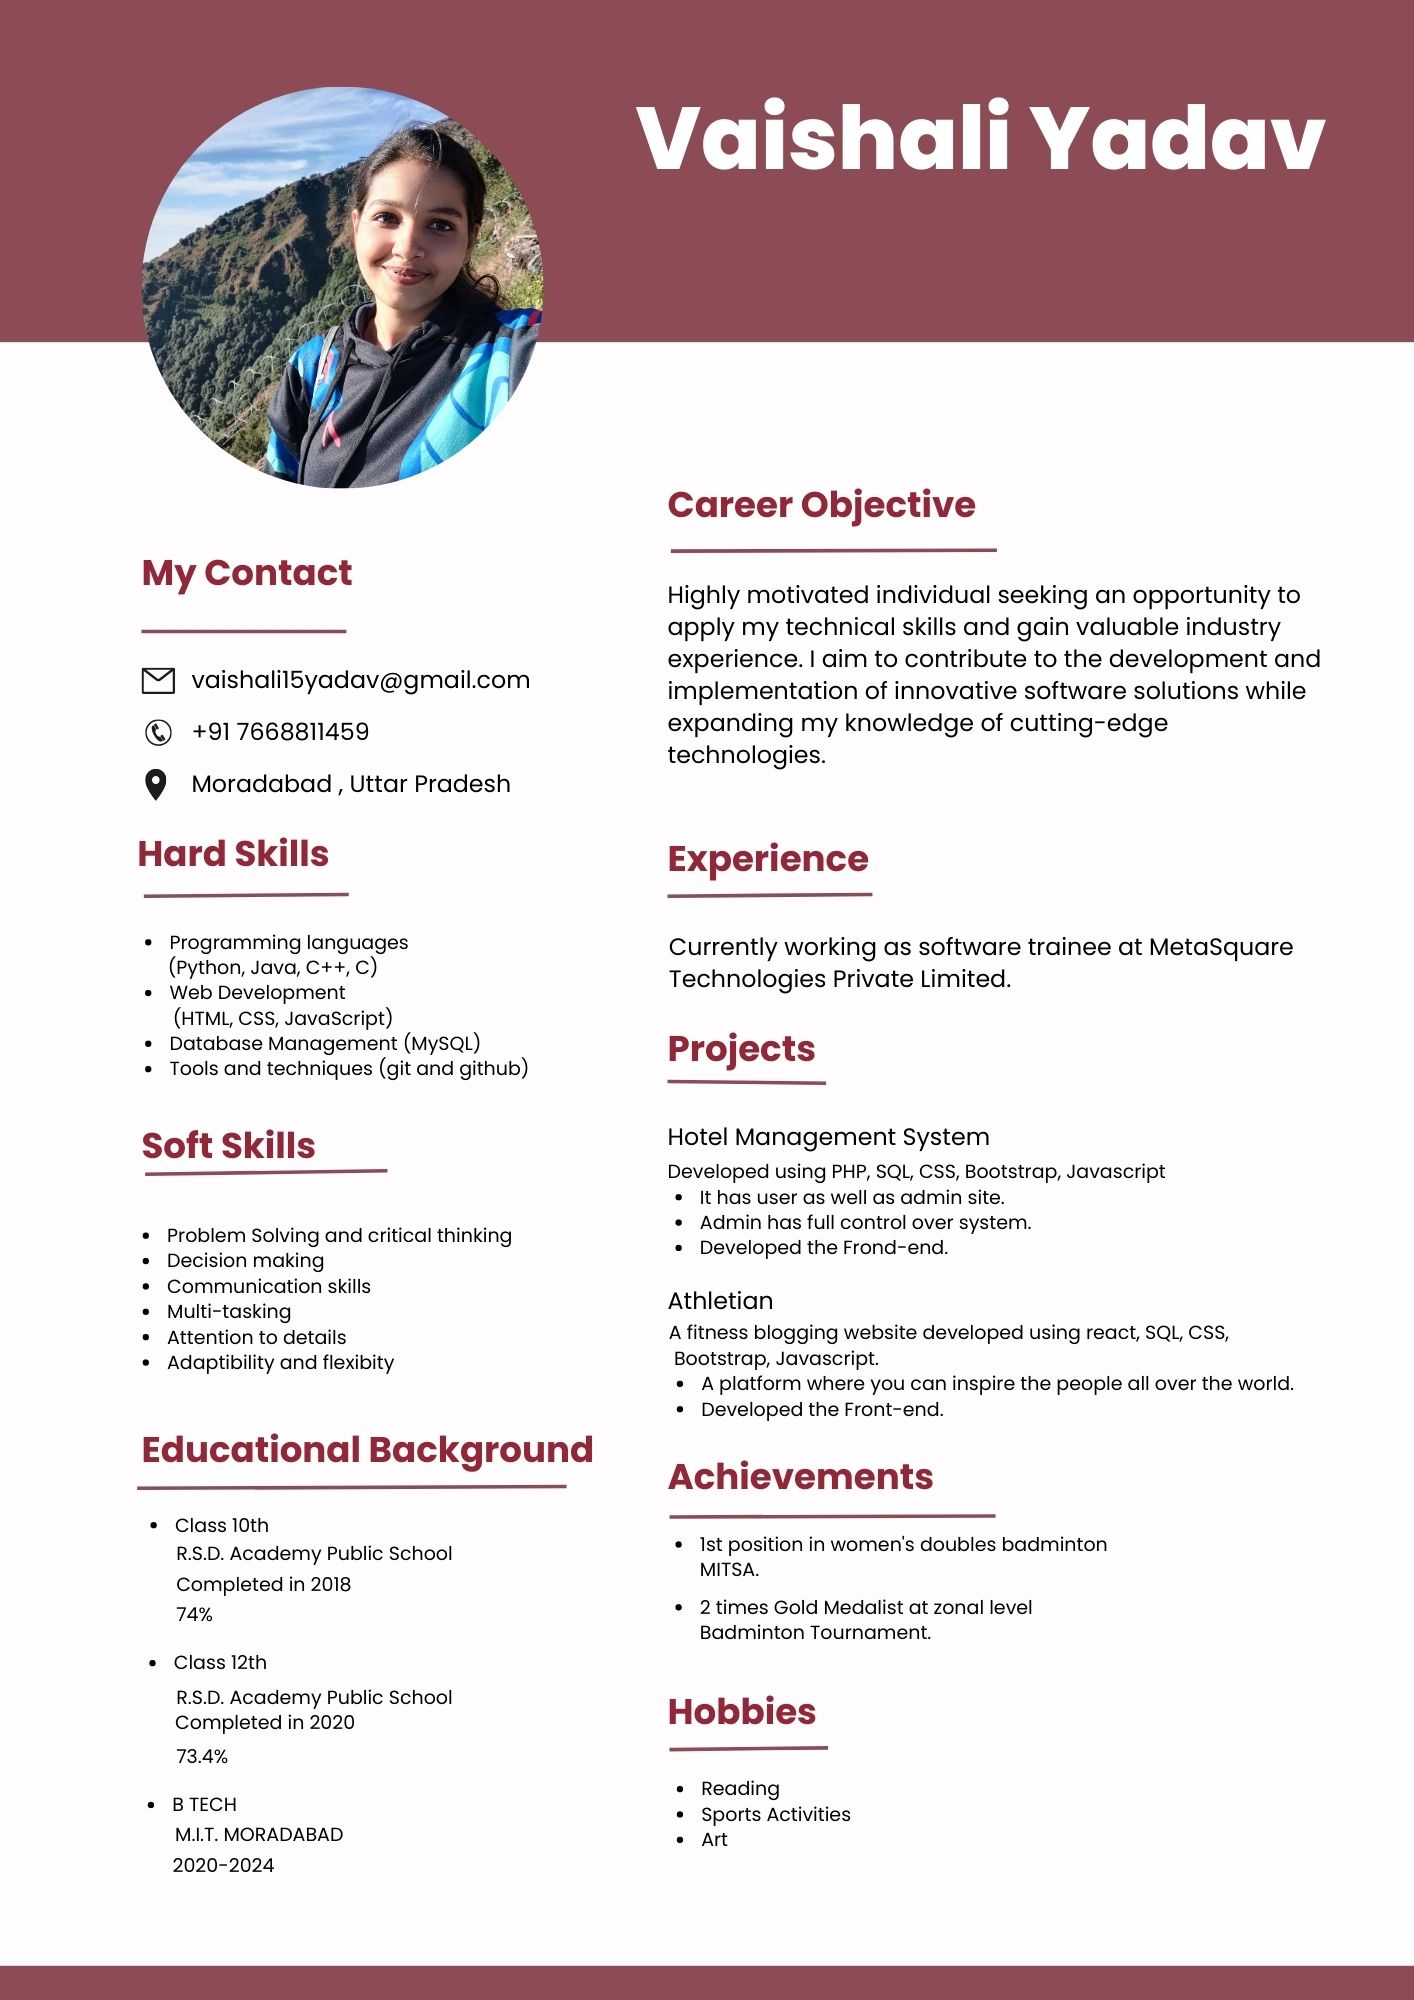 Vaishali Yadav
My Contact
vaishali15yadav@gmail.com
+91 7668811459
Moradabad , Uttar Pradesh
Hard Skills
• Programming languages
(Python, Java, C++, C)
• Web Development
(HTML, CSS, JavaScript)
• Database Management (MySQL)
• Tools and techniques (git and github)
Soft Skills
• Problem Solving and critical thinking
• Decision making
• Communication skills
• Multi-tasking
• Attention to details
• Adaptibility and flexibity
Educational Background
• Class 10th
R.S.D. Academy Public School
Completed in 2018
74%
• Class 12th
R.S.D. Academy Public School
Completed in 2020
73.4%
• B TECH
M.I.T. MORADABAD
2020-2024
Career Objective
Highly motivated individual seeking an opportunity to
apply my technical skills and gain valuable industry
experience. I aim to contribute to the development and
implementation of innovative software solutions while
expanding my knowledge of cutting-edge
technologies.
Experience
Currently working as software trainee at MetaSquare
Technologies Private Limited.
Projects
Hotel Management System
Developed using PHP, SQL, CSS, Bootstrap, Javascript
• It has user as well as admin site.
• Admin has full control over system.
• Developed the Frond-end.
Athletian
A fitness blogging website developed using react, SQL, CSS,
Bootstrap, Javascript.
• A platform where you can inspire the people all over the world.
• Developed the Front-end.
Achievements
• 1st position in women's doubles badminton
MITSA.
• 2 times Gold Medalist at zonal level
Badminton Tournament.
Hobbies
• Reading
• Sports Activities
• Art